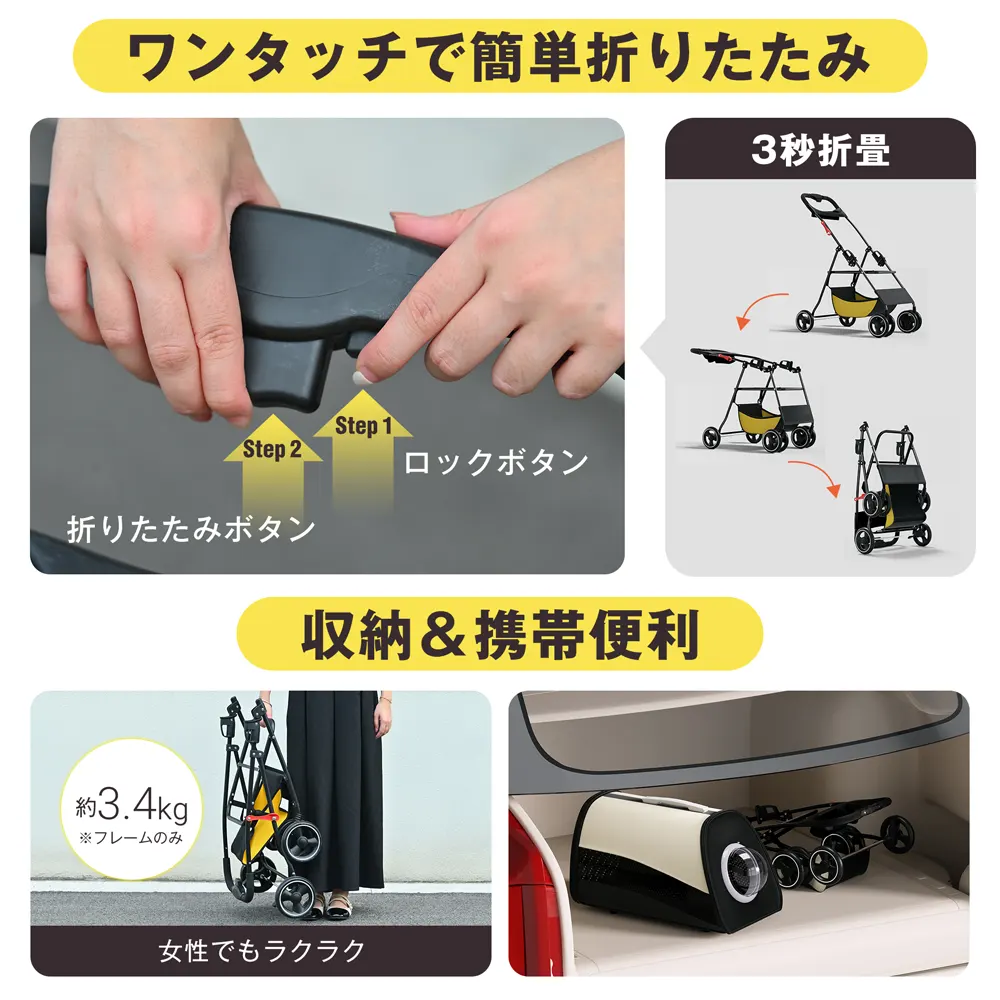 ワンタッチで簡単折りたたみ
3秒折畳
Step 1
Step 2
ロックボタン
折りたたみボタン
収納＆携帯便利
約3.4kg
※フレームのみ
女性でもラクラク